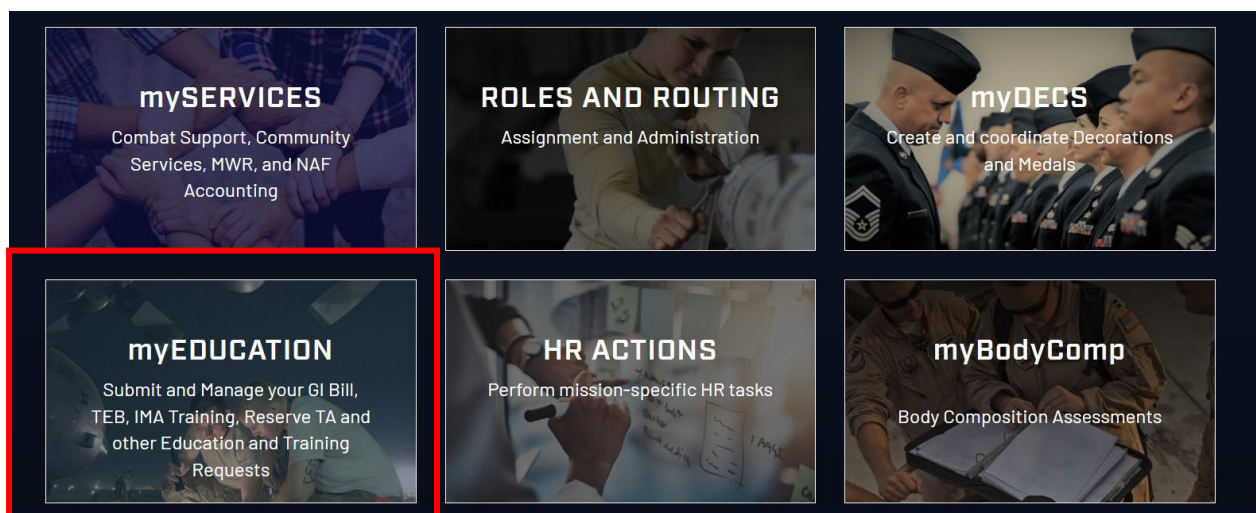 mySERVICES
Combat Support, Community
Services, MWR, and NAF
Accounting
ROLES AND ROUTING
Assignment and Administration
myDECS
Create and coordinate Decorations
and Medals
myEDUCATION
Submit and Manage your GI Bill,
TEB, IMA Training, Reserve TA and
other Education and Training
Requests
HR ACTIONS
Perform mission-specific HR tasks
myBodyComp
Body Composition Assessments